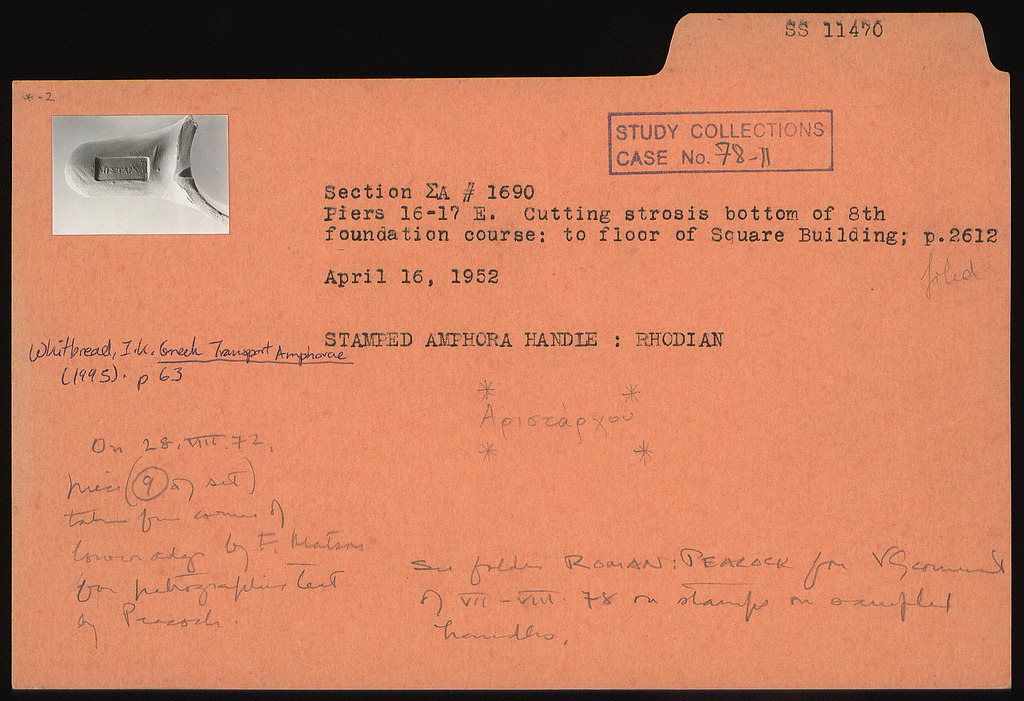 SS 11470
*-2
STUDY COLLECTIONS
CASE No. 78-II
Section ΣΑ # 1690
Piers 16-17 E. Cutting strosis bottom of 8th
foundation course: to floor of Square Building; p.2612
filed
April 16, 1952
STAMPED AMPHORA HANDLE : RHODIAN
Whitbread, I.K. Greek Transport Amphorae
(1995). p 63
* *
Αριστάρχου
* *
On 28.VIII.72,
piece (9 of set)
taken from corner of
lower edge by F. Matson
for petrographic test
by Peacock.
See folder ROMAN: PEACOCK for VG comment
of VII-VIII.78 on stamps on sampled
handles.